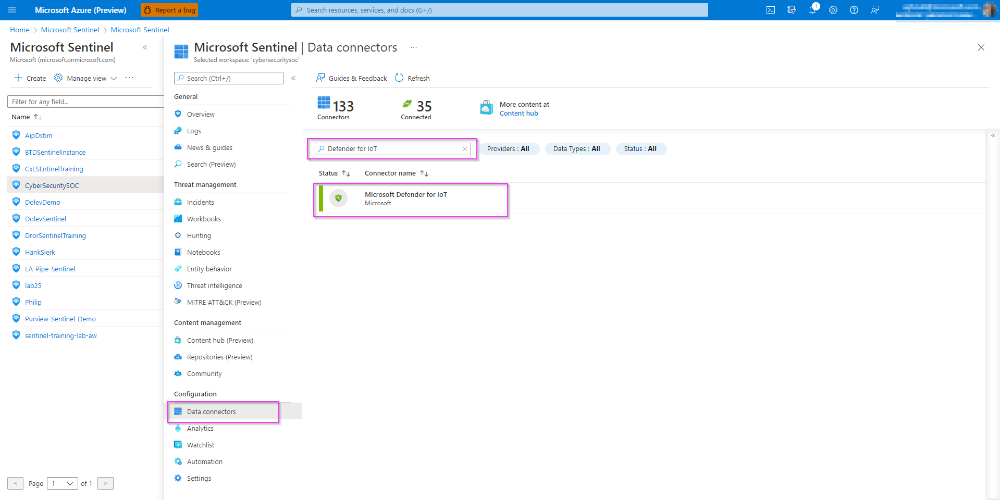 Microsoft Azure (Preview)
Report a bug
Search resources, services, and docs (G+/)
1
Home > Microsoft Sentinel > Microsoft Sentinel
Microsoft Sentinel
Microsoft (microsoft.onmicrosoft.com)
Create
Manage view
Filter for any field...
Name
AipDstim
BTDSentinelInstance
CxESEntinelTraining
CyberSecuritySOC
DolevDemo
DolevSentinel
DrorSentinelTraining
HankSierk
LA-Pipe-Sentinel
lab25
Philip
Purview-Sentinel-Demo
sentinel-training-lab-aw
< Page 1 of 1 >
Microsoft Sentinel | Data connectors
Selected workspace: 'cybersecuritysoc'
Search (Ctrl+/)
General
Overview
Logs
News & guides
Search (Preview)
Threat management
Incidents
Workbooks
Hunting
Notebooks
Entity behavior
Threat intelligence
MITRE ATT&CK (Preview)
Content management
Content hub (Preview)
Repositories (Preview)
Community
Configuration
Data connectors
Analytics
Watchlist
Automation
Settings
Guides & Feedback
Refresh
133
Connectors
35
Connected
More content at
Content hub
Defender for IoT
Providers : All
Data Types : All
Status : All
Status
Connector name
Microsoft Defender for IoT
Microsoft